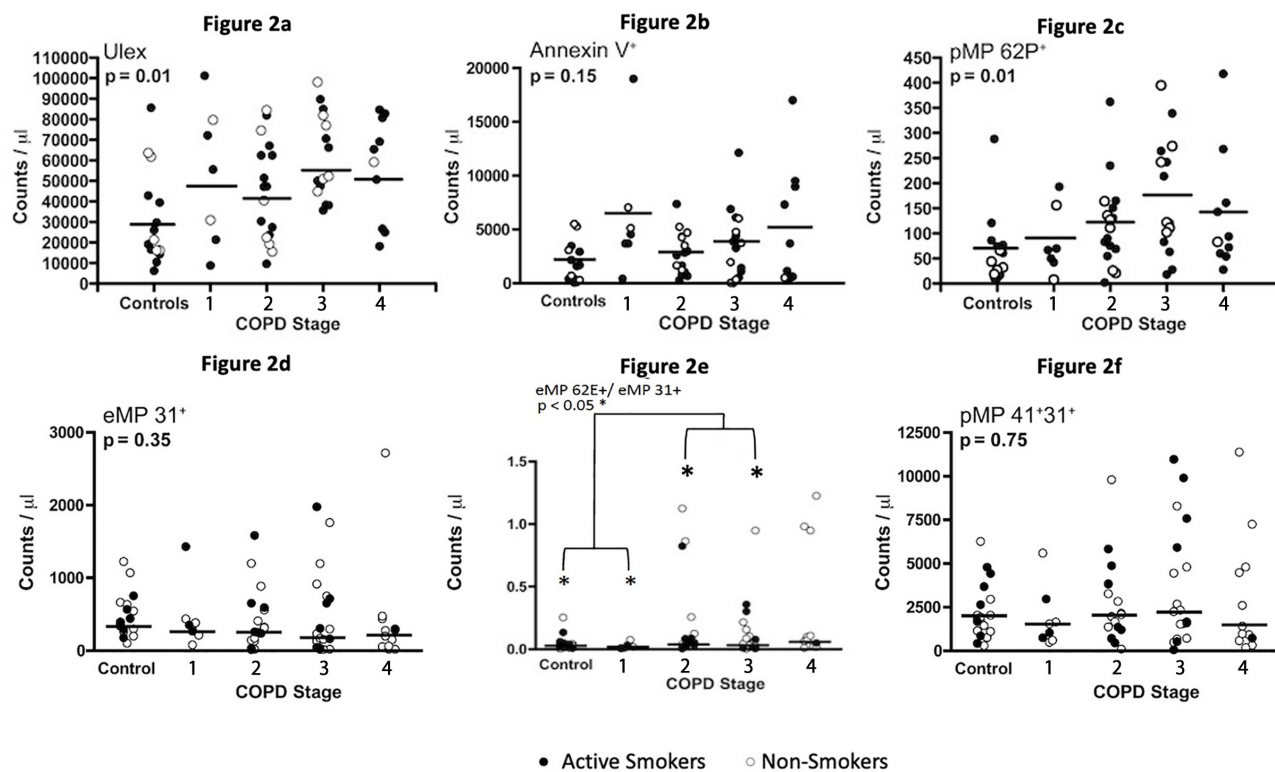 Figure 2a
Ulex
p = 0.01
110000
100000
90000
80000
70000
60000
50000
40000
30000
20000
10000
0
Counts / µl
Controls 1 2 3 4
COPD Stage
Figure 2b
Annexin V+
p = 0.15
20000
15000
10000
5000
0
Counts / µl
Controls 1 2 3 4
COPD Stage
Figure 2c
pMP 62P+
p = 0.01
450
400
350
300
250
200
150
100
50
0
Counts / µl
Controls 1 2 3 4
COPD Stage
Figure 2d
eMP 31+
p = 0.35
3000
2000
1000
0
Counts / µl
Control 1 2 3 4
COPD Stage
Figure 2e
eMP 62E+/ eMP 31+
p < 0.05 *
1.5
1.0
0.5
0.0
* * * *
Counts / µl
Control 1 2 3 4
COPD Stage
Figure 2f
pMP 41+31+
p = 0.75
12500
10000
7500
5000
2500
0
Counts / µl
Control 1 2 3 4
COPD Stage
Active Smokers Non-Smokers